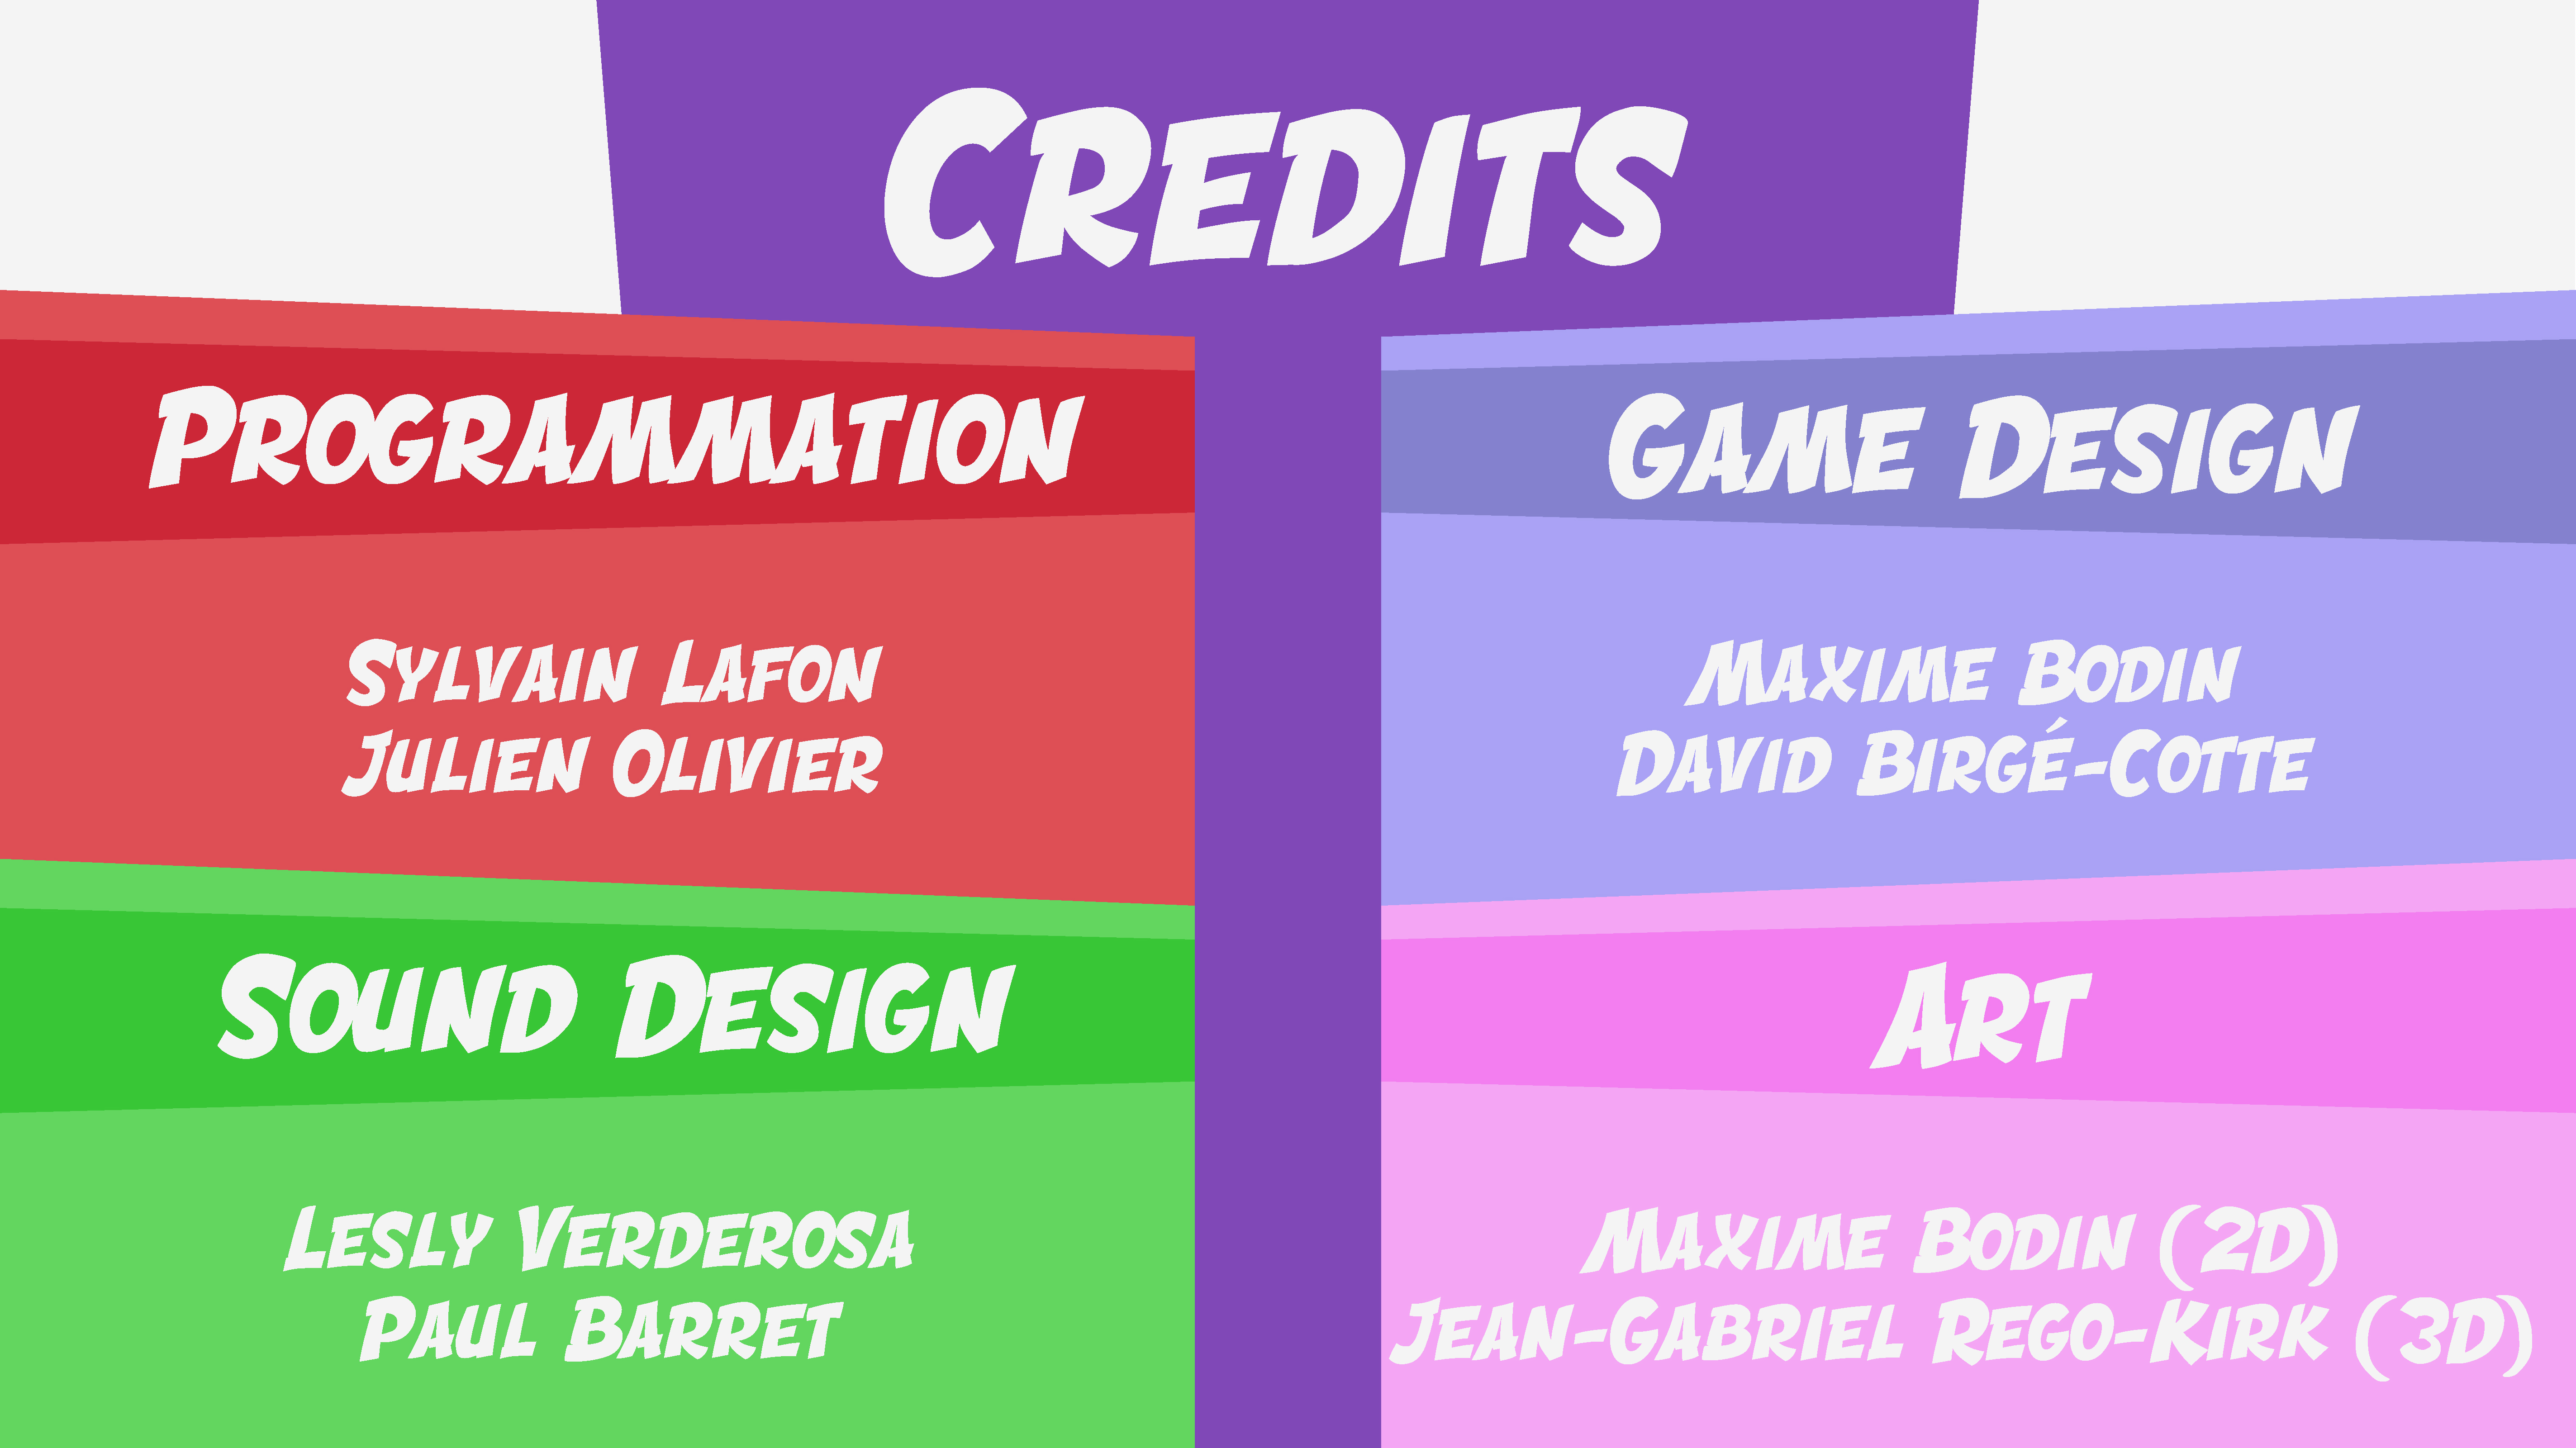 Credits
Programmation
Sylvain Lafon
Julien Olivier
Game Design
Maxime Bodin
David Birgé-Cotte
Sound Design
Lesly Verderosa
Paul Barret
Art
Maxime Bodin (2D)
Jean-Gabriel Rego-Kirk (3D)